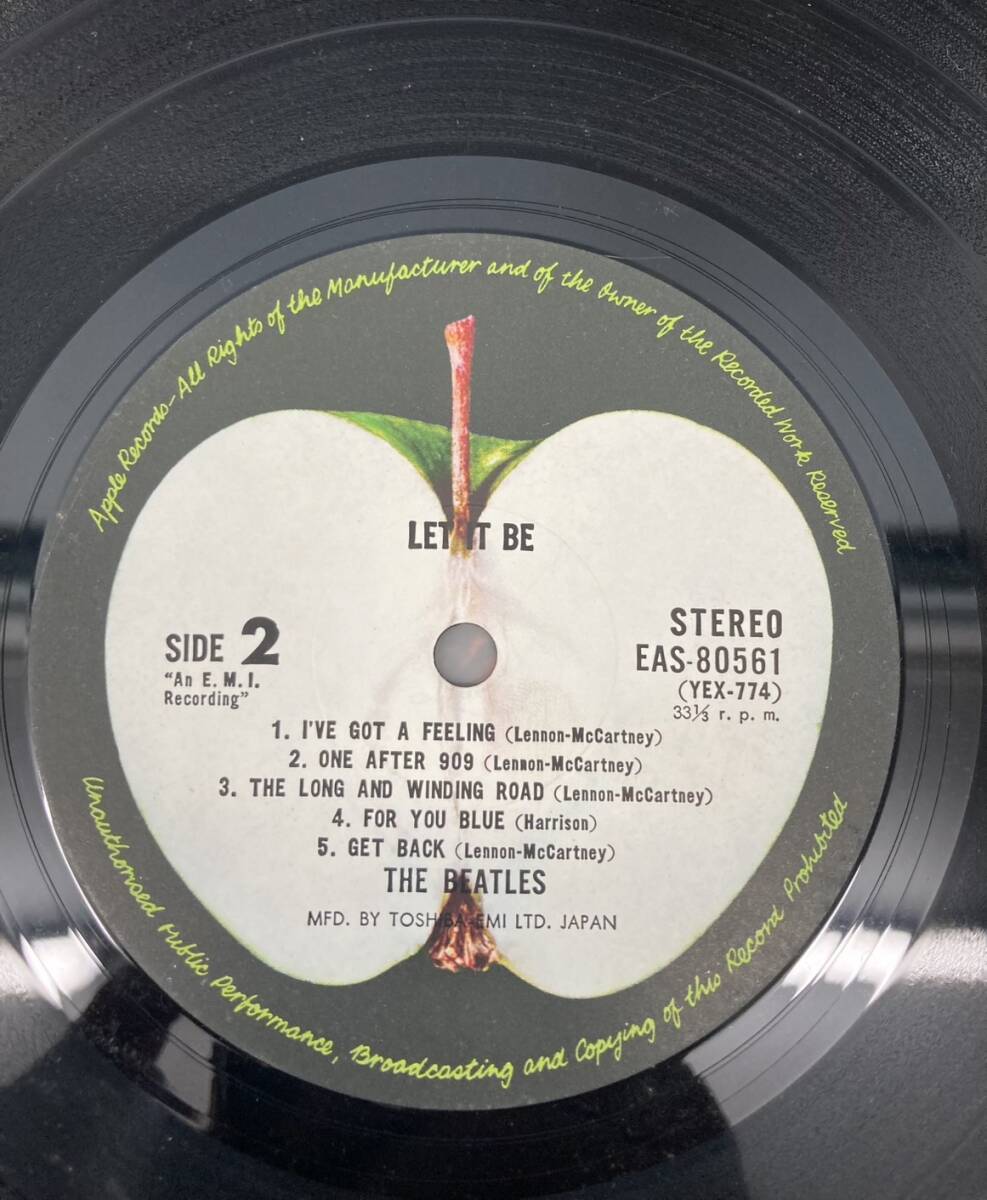 Apple Records-All Rights of the Manufacturer and of the Owner of the Recorded Work Reserved
LET IT BE
SIDE 2
"An E.M.I. Recording"
STEREO
EAS-80561
(YEX-774)
33⅓ r.p.m.
1. I'VE GOT A FEELING (Lennon-McCartney)
2. ONE AFTER 909 (Lennon-McCartney)
3. THE LONG AND WINDING ROAD (Lennon-McCartney)
4. FOR YOU BLUE (Harrison)
5. GET BACK (Lennon-McCartney)
THE BEATLES
MFD. BY TOSHIBA-EMI LTD. JAPAN
Unauthorised Public Performance, Broadcasting and Copying of this Record Prohibited